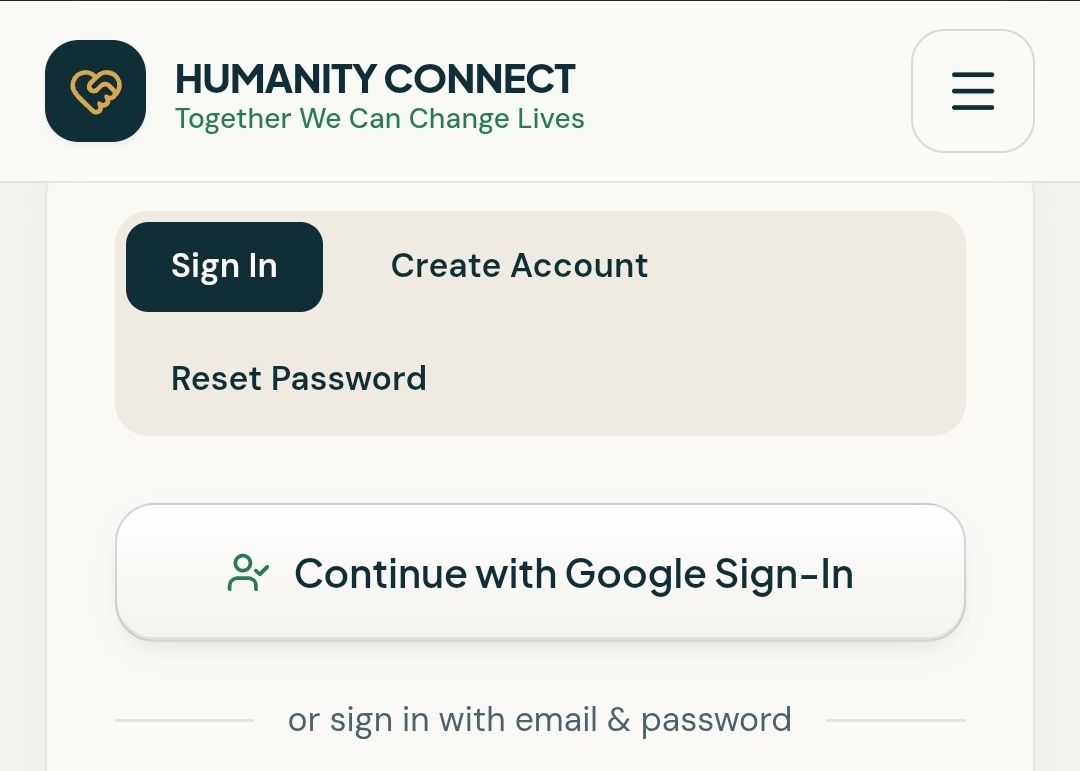 HUMANITY CONNECT
Together We Can Change Lives
Sign In
Create Account
Reset Password
Continue with Google Sign-In
or sign in with email & password